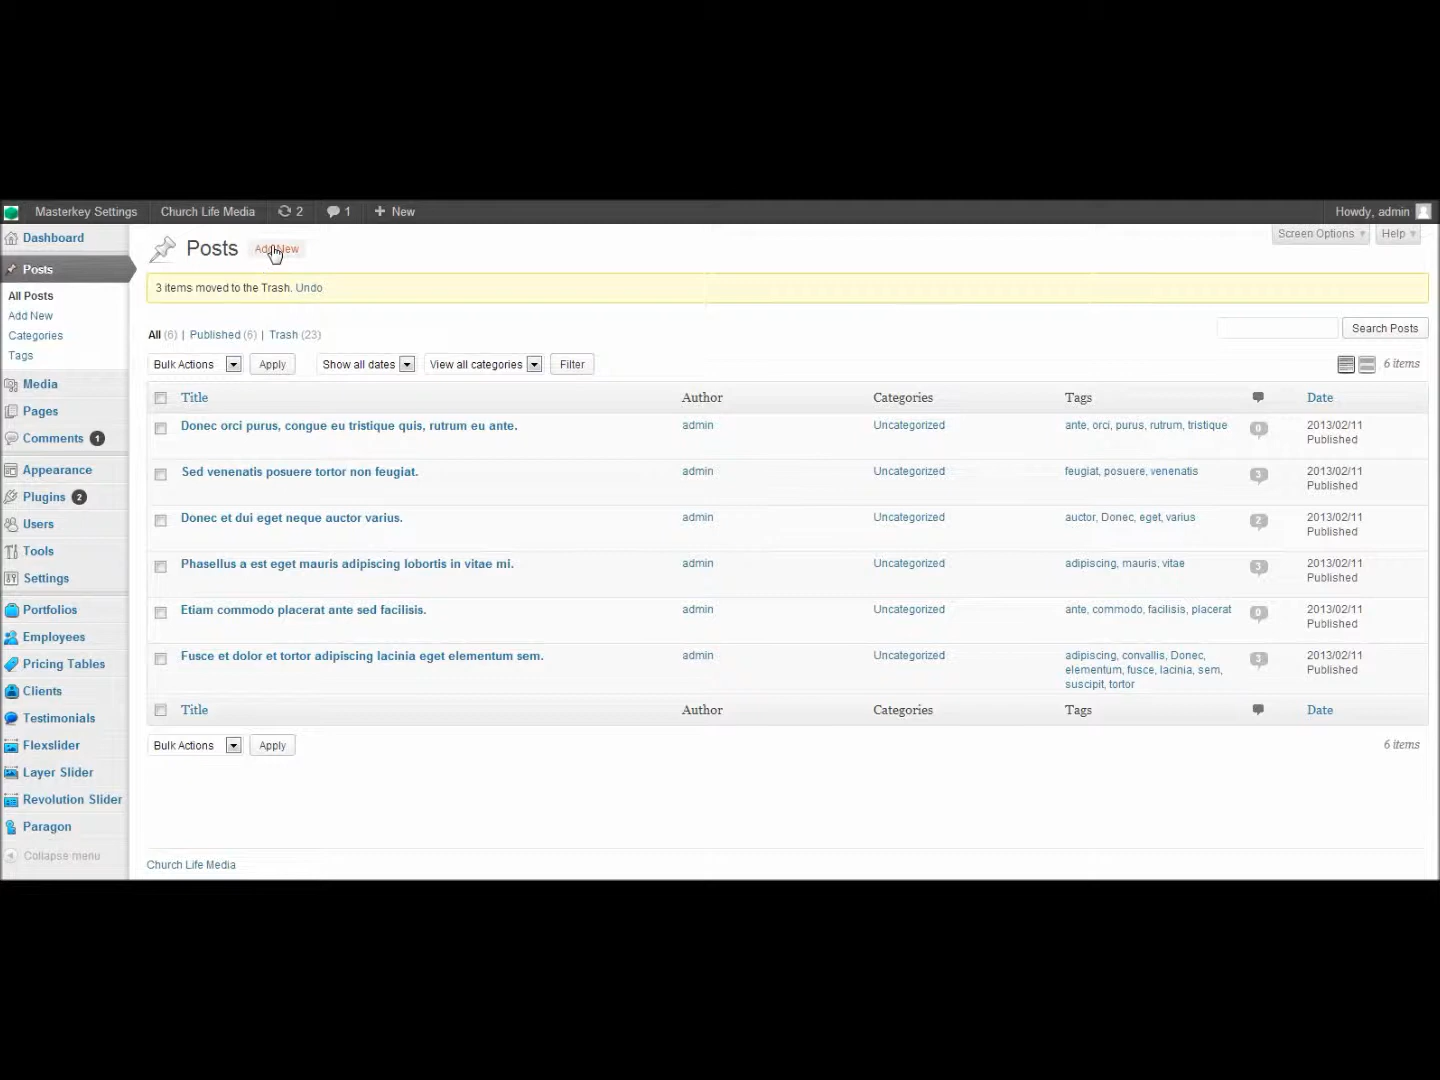 Masterkey Settings Church Life Media 2 1 + New Howdy, admin
Dashboard
Posts
All Posts
Add New
Categories
Tags
Media
Pages
Comments 1
Appearance
Plugins 2
Users
Tools
Settings
Portfolios
Employees
Pricing Tables
Clients
Testimonials
Flexslider
Layer Slider
Revolution Slider
Paragon
Collapse menu
Screen Options Help
Posts Add New
3 items moved to the Trash. Undo
All (6) | Published (6) | Trash (23)
Search Posts
Bulk Actions Apply Show all dates View all categories Filter 6 items
Title Author Categories Tags Date
Donec orci purus, congue eu tristique quis, rutrum eu ante. admin Uncategorized ante, orci, purus, rutrum, tristique 0 2013/02/11
Published
Sed venenatis posuere tortor non feugiat. admin Uncategorized feugiat, posuere, venenatis 3 2013/02/11
Published
Donec et dui eget neque auctor varius. admin Uncategorized auctor, Donec, eget, varius 2 2013/02/11
Published
Phasellus a est eget mauris adipiscing lobortis in vitae mi. admin Uncategorized adipiscing, mauris, vitae 3 2013/02/11
Published
Etiam commodo placerat ante sed facilisis. admin Uncategorized ante, commodo, facilisis, placerat 0 2013/02/11
Published
Fusce et dolor et tortor adipiscing lacinia eget elementum sem. admin Uncategorized adipiscing, convallis, Donec, 3 2013/02/11
elementum, fusce, lacinia, sem, Published
suscipit, tortor
Title Author Categories Tags Date
Bulk Actions Apply 6 items
Church Life Media